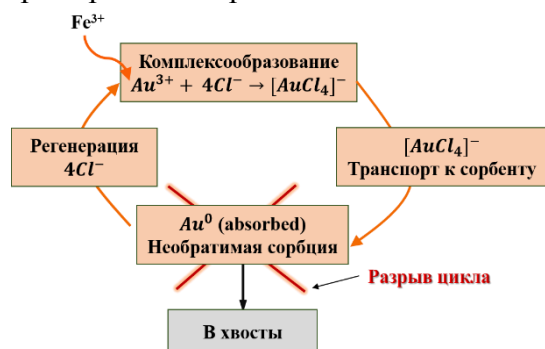 Fe³⁺
Комплексообразование
Au³⁺ + 4Cl⁻ → [AuCl₄]⁻
Регенерация
4Cl⁻
[AuCl₄]⁻
Транспорт к сорбенту
Au⁰ (absorbed)
Необратимая сорбция
Разрыв цикла
В хвосты